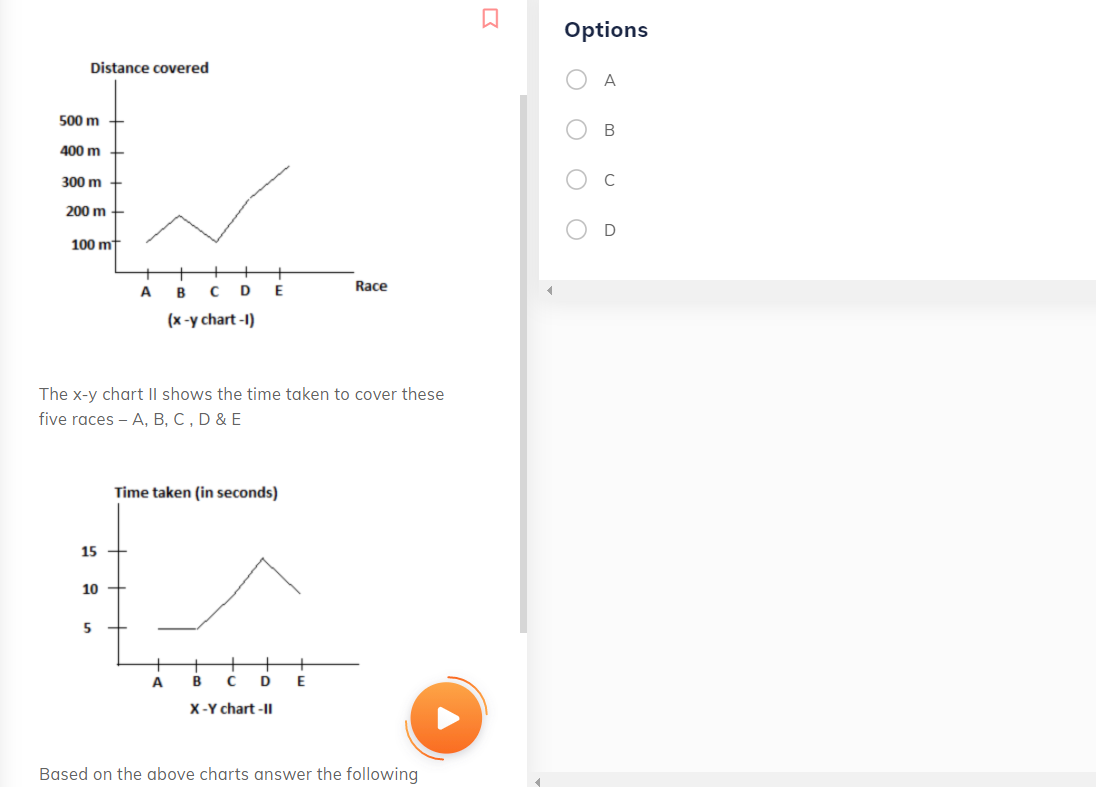 Distance covered
500 m
400 m
300 m
200 m
100 m
A B C D E
Race
(x -y chart -I)
The x-y chart II shows the time taken to cover these
five races – A, B, C , D & E
Time taken (in seconds)
15
10
5
A B C D E
X -Y chart -II
Based on the above charts answer the following
Options
A
B
C
D